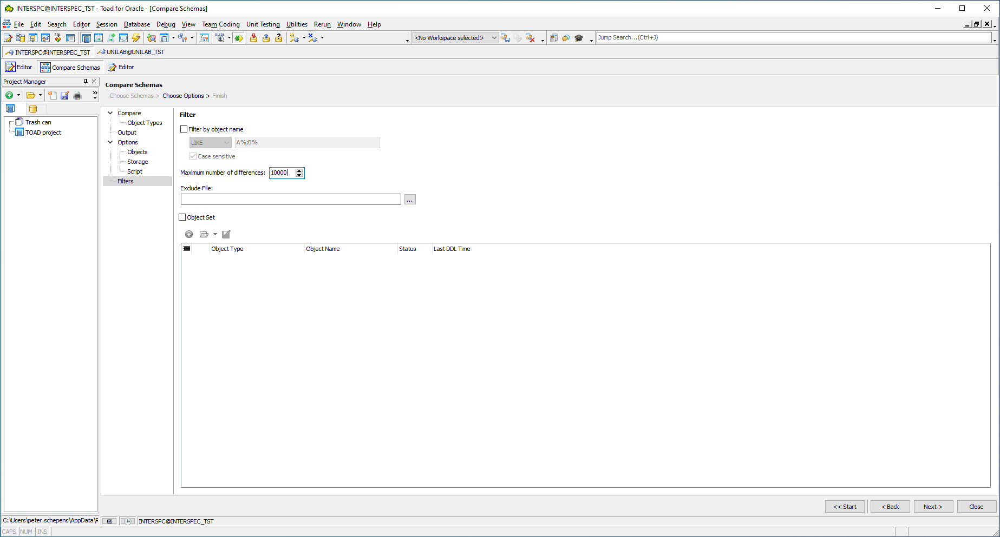 INTERSPC@INTERSPEC_TST - Toad for Oracle - [Compare Schemas]
File Edit Search Editor Session Database Debug View Team Coding Unit Testing Utilities Rerun Window Help
SQL <No Workspace selected> Jump Search...(Ctrl+J)
INTERSPC@INTERSPEC_TST UNILAB@UNILAB_TST
Editor Compare Schemas Editor
Project Manager
Compare Schemas
Choose Schemas > Choose Options > Finish
Trash can
TOAD project
Compare
Object Types
Output
Options
Objects
Storage
Script
Filters
Filter
Filter by object name
LIKE A%;B%
Case sensitive
Maximum number of differences: 10000
Exclude File:
...
Object Set
Object Type Object Name Status Last DDL Time
<< Start < Back Next > Close
C:\Users\peter.schepens\AppData\R INTERSPC@INTERSPEC_TST
CAPS NUM INS